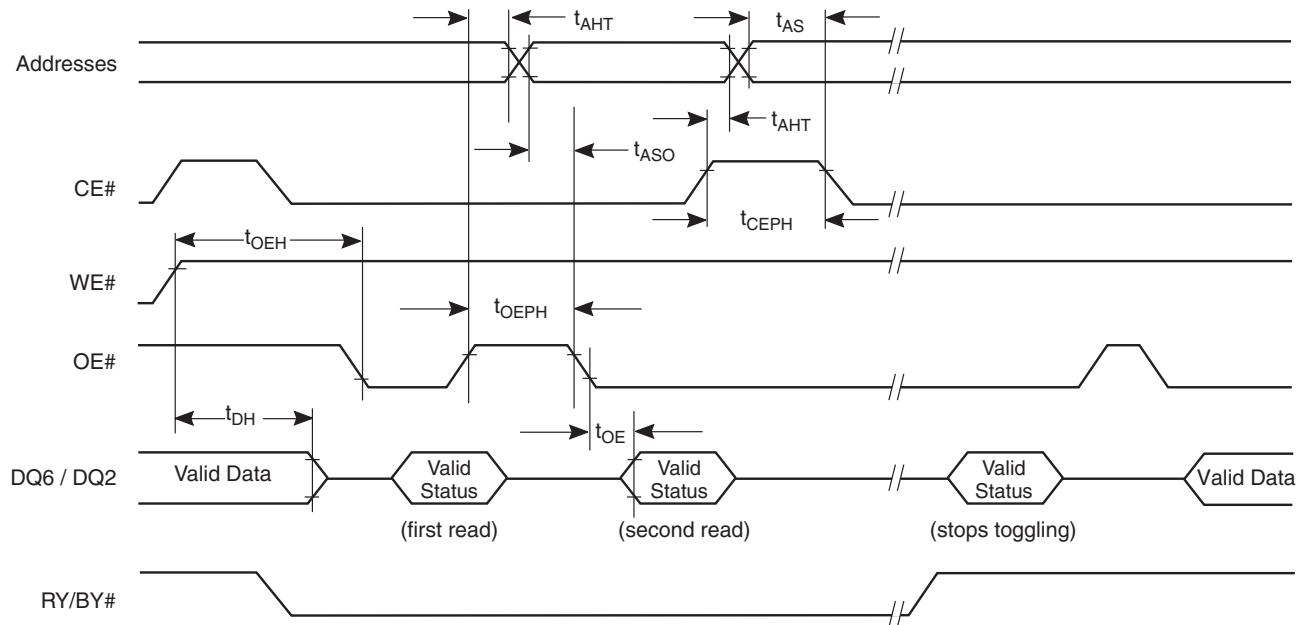 tAHT
tAS
Addresses
tAHT
tASO
CE#
tCEPH
tOEH
WE#
tOEPH
OE#
tDH
tOE
DQ6 / DQ2
Valid Data
Valid
Status
Valid
Status
Valid
Status
Valid Data
(first read)
(second read)
(stops toggling)
RY/BY#